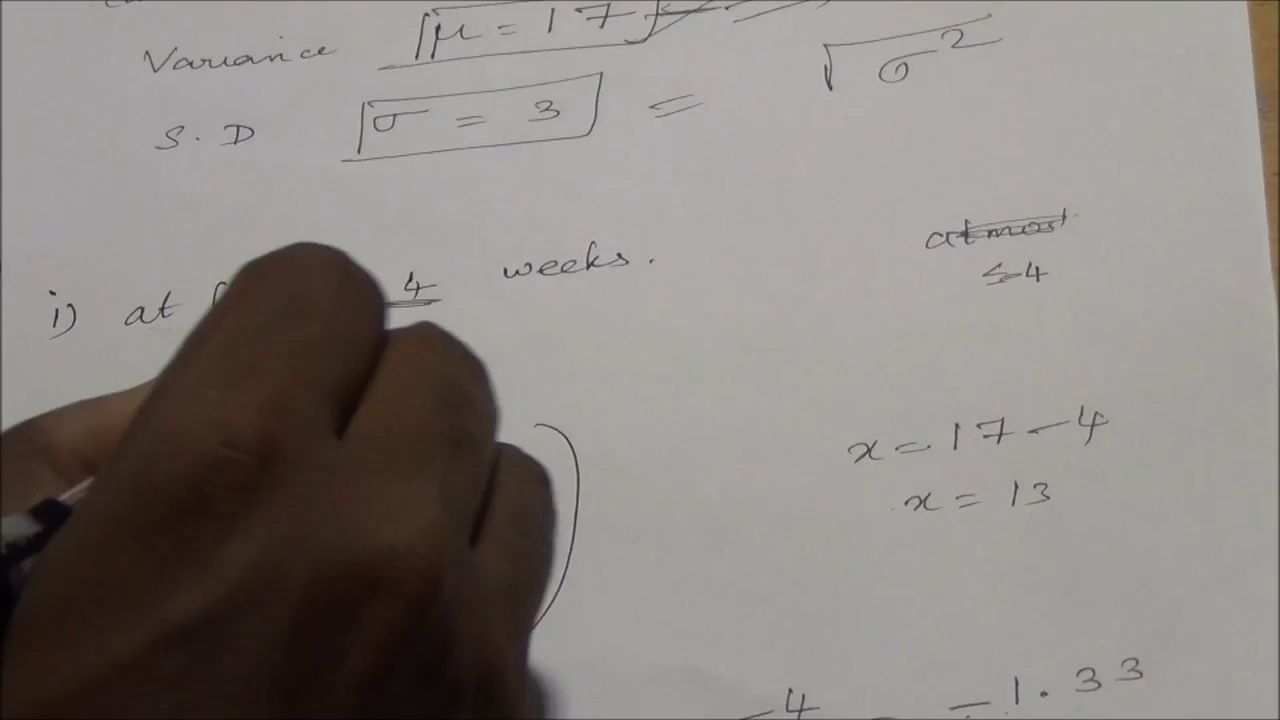 Variance μ = 17
S.D σ = 3 = √σ²
i) at 4 weeks.
atmost
≤4
x = 17 - 4
x = 13
-4 = -1.33